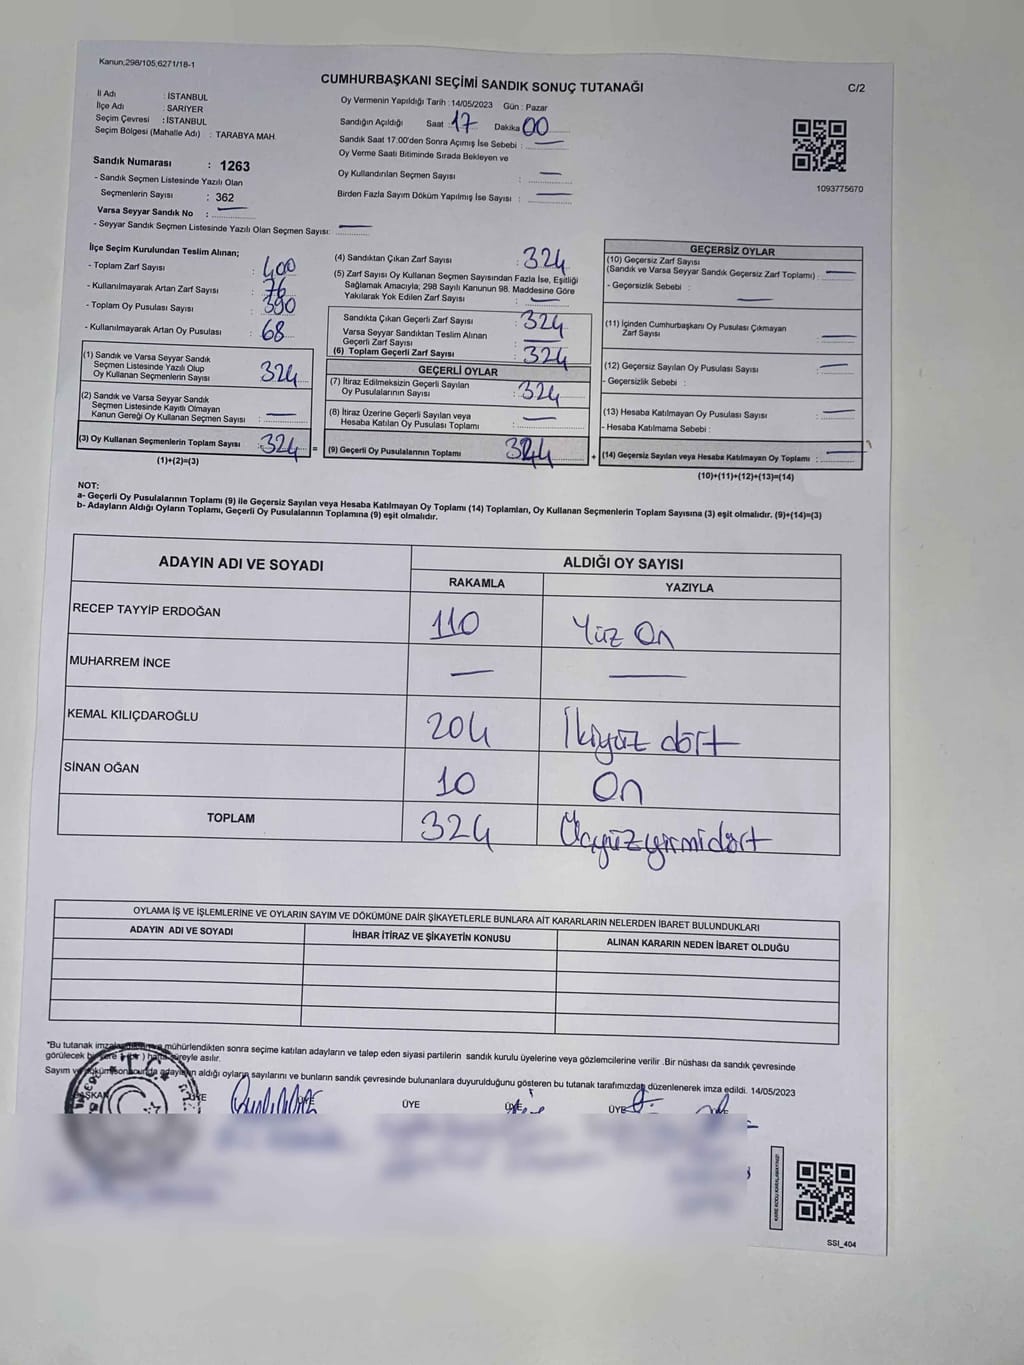 Kanun;298/105;6271/18-1
CUMHURBAŞKANI SEÇİMİ SANDIK SONUÇ TUTANAĞI
C/2
İl Adı : İSTANBUL
İlçe Adı : SARIYER
Seçim Çevresi : İSTANBUL
Seçim Bölgesi (Mahalle Adı) : TARABYA MAH.
Sandık Numarası : 1263
- Sandık Seçmen Listesinde Yazılı Olan
Seçmenlerin Sayısı : 362
Varsa Seyyar Sandık No : —
- Seyyar Sandık Seçmen Listesinde Yazılı Olan Seçmen Sayısı: —
Oy Vermenin Yapıldığı Tarih : 14/05/2023 Gün : Pazar
Sandığın Açıldığı Saat : 17 Dakika 00
Sandık Saat 17:00'den Sonra Açımış İse Sebebi : —
Oy Verme Saati Bitiminde Sırada Bekleyen ve
Oy Kullandırılan Seçmen Sayısı : —
Birden Fazla Sayım Döküm Yapılmış İse Sayısı : —
1093775670
İlçe Seçim Kurulundan Teslim Alınan;
- Toplam Zarf Sayısı : 400
- Kullanılmayarak Artan Zarf Sayısı : 76
- Toplam Oy Pusulası Sayısı : 390
- Kullanılmayarak Artan Oy Pusulası : 68
(1) Sandık ve Varsa Seyyar Sandık
Seçmen Listesinde Yazılı Olup
Oy Kullanan Seçmenlerin Sayısı : 324
(2) Sandık ve Varsa Seyyar Sandık
Seçmen Listesinde Kayıtlı Olmayan
Kanun Gereği Oy Kullanan Seçmen Sayısı : —
(3) Oy Kullanan Seçmenlerin Toplam Sayısı : 324 =
(1)+(2)=(3)
(4) Sandıktan Çıkan Zarf Sayısı : 324
(5) Zarf Sayısı Oy Kullanan Seçmen Sayısından Fazla İse, Eşitliği
Sağlamak Amacıyla, 298 Sayılı Kanunun 98. Maddesine Göre
Yakılarak Yok Edilen Zarf Sayısı : —
Sandıkta Çıkan Geçerli Zarf Sayısı : 324
Varsa Seyyar Sandıktan Teslim Alınan
Geçerli Zarf Sayısı : —
(6) Toplam Geçerli Zarf Sayısı : 324
GEÇERLİ OYLAR
(7) İtiraz Edilmeksizin Geçerli Sayılan
Oy Pusulalarının Sayısı : 324
(8) İtiraz Üzerine Geçerli Sayılan veya
Hesaba Katılan Oy Pusulası Toplamı : —
(9) Geçerli Oy Pusulalarının Toplamı 324 +
GEÇERSİZ OYLAR
(10) Geçersiz Zarf Sayısı
(Sandık ve Varsa Seyyar Sandık Geçersiz Zarf Toplamı) : —
- Geçersizlik Sebebi : —
(11) İçinden Cumhurbaşkanı Oy Pusulası Çıkmayan
Zarf Sayısı : —
(12) Geçersiz Sayılan Oy Pusulası Sayısı : —
- Geçersizlik Sebebi :
(13) Hesaba Katılmayan Oy Pusulası Sayısı : —
- Hesaba Katılmama Sebebi :
(14) Geçersiz Sayılan veya Hesaba Katılmayan Oy Toplamı : —
(10)+(11)+(12)+(13)=(14)
NOT:
a- Geçerli Oy Pusulalarının Toplamı (9) ile Geçersiz Sayılan veya Hesaba Katılmayan Oy Toplamı (14) Toplamları, Oy Kullanan Seçmenlerin Toplam Sayısına (3) eşit olmalıdır. (9)+(14)=(3)
b- Adayların Aldığı Oyların Toplamı, Geçerli Oy Pusulalarının Toplamına (9) eşit olmalıdır.
ADAYIN ADI VE SOYADI ALDIĞI OY SAYISI
RAKAMLA YAZIYLA
RECEP TAYYİP ERDOĞAN 110 Yüz On
MUHARREM İNCE — —
KEMAL KILIÇDAROĞLU 204 İkiyüz dört
SİNAN OĞAN 10 On
TOPLAM 324 Üçyüzyirmidört
OYLAMA İŞ VE İŞLEMLERİNE VE OYLARIN SAYIM VE DÖKÜMÜNE DAİR ŞİKAYETLERLE BUNLARA AİT KARARLARIN NELERDEN İBARET BULUNDUKLARI
ADAYIN ADI VE SOYADI İHBAR İTİRAZ VE ŞİKAYETİN KONUSU ALINAN KARARIN NEDEN İBARET OLDUĞU
*Bu tutanak mühürlendikten sonra seçime katılan adayların ve talep eden siyasi partilerin sandık kurulu üyelerine veya gözlemcilerine verilir .Bir nüshası da sandık çevresinde
görülecek bir yere 1 (bir ) hafta süreyle asılır.
Sayım ve dökümü sonucunda adayların aldığı oyların sayılarını ve bunların sandık çevresinde bulunanlara duyurulduğunu gösteren bu tutanak tarafımızdan düzenlenerek imza edildi. 14/05/2023
ÜYE ÜYE ÜYE ÜYE
SSI_404